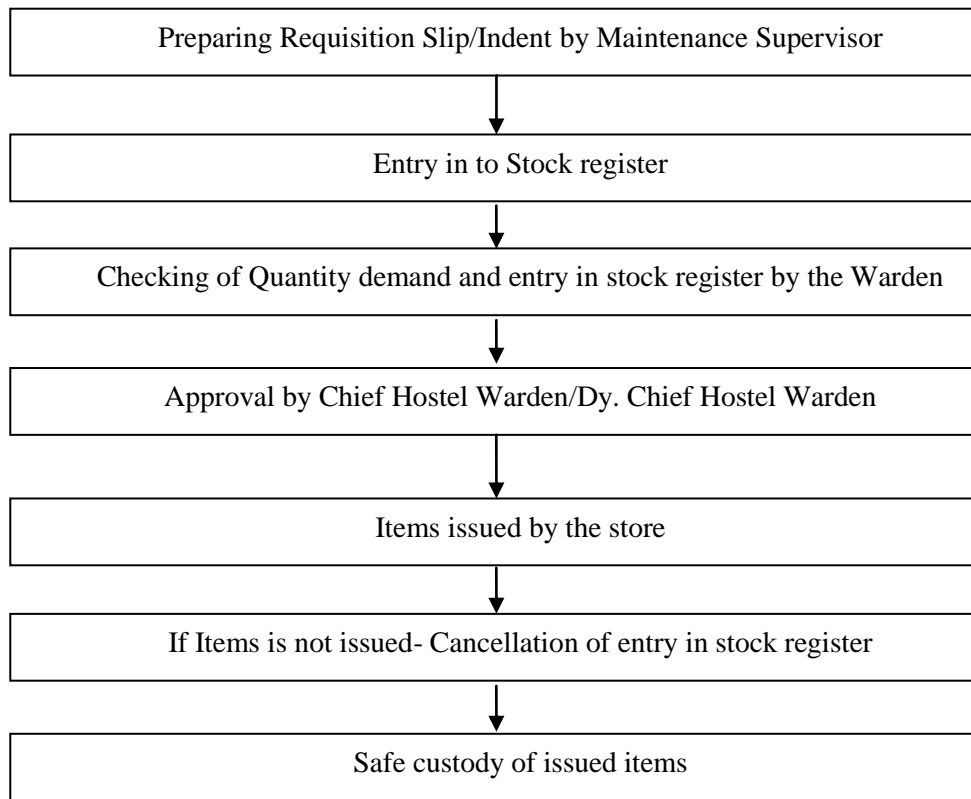 Preparing Requisition Slip/Indent by Maintenance Supervisor
Entry in to Stock register
Checking of Quantity demand and entry in stock register by the Warden
Approval by Chief Hostel Warden/Dy. Chief Hostel Warden
Items issued by the store
If Items is not issued- Cancellation of entry in stock register
Safe custody of issued items